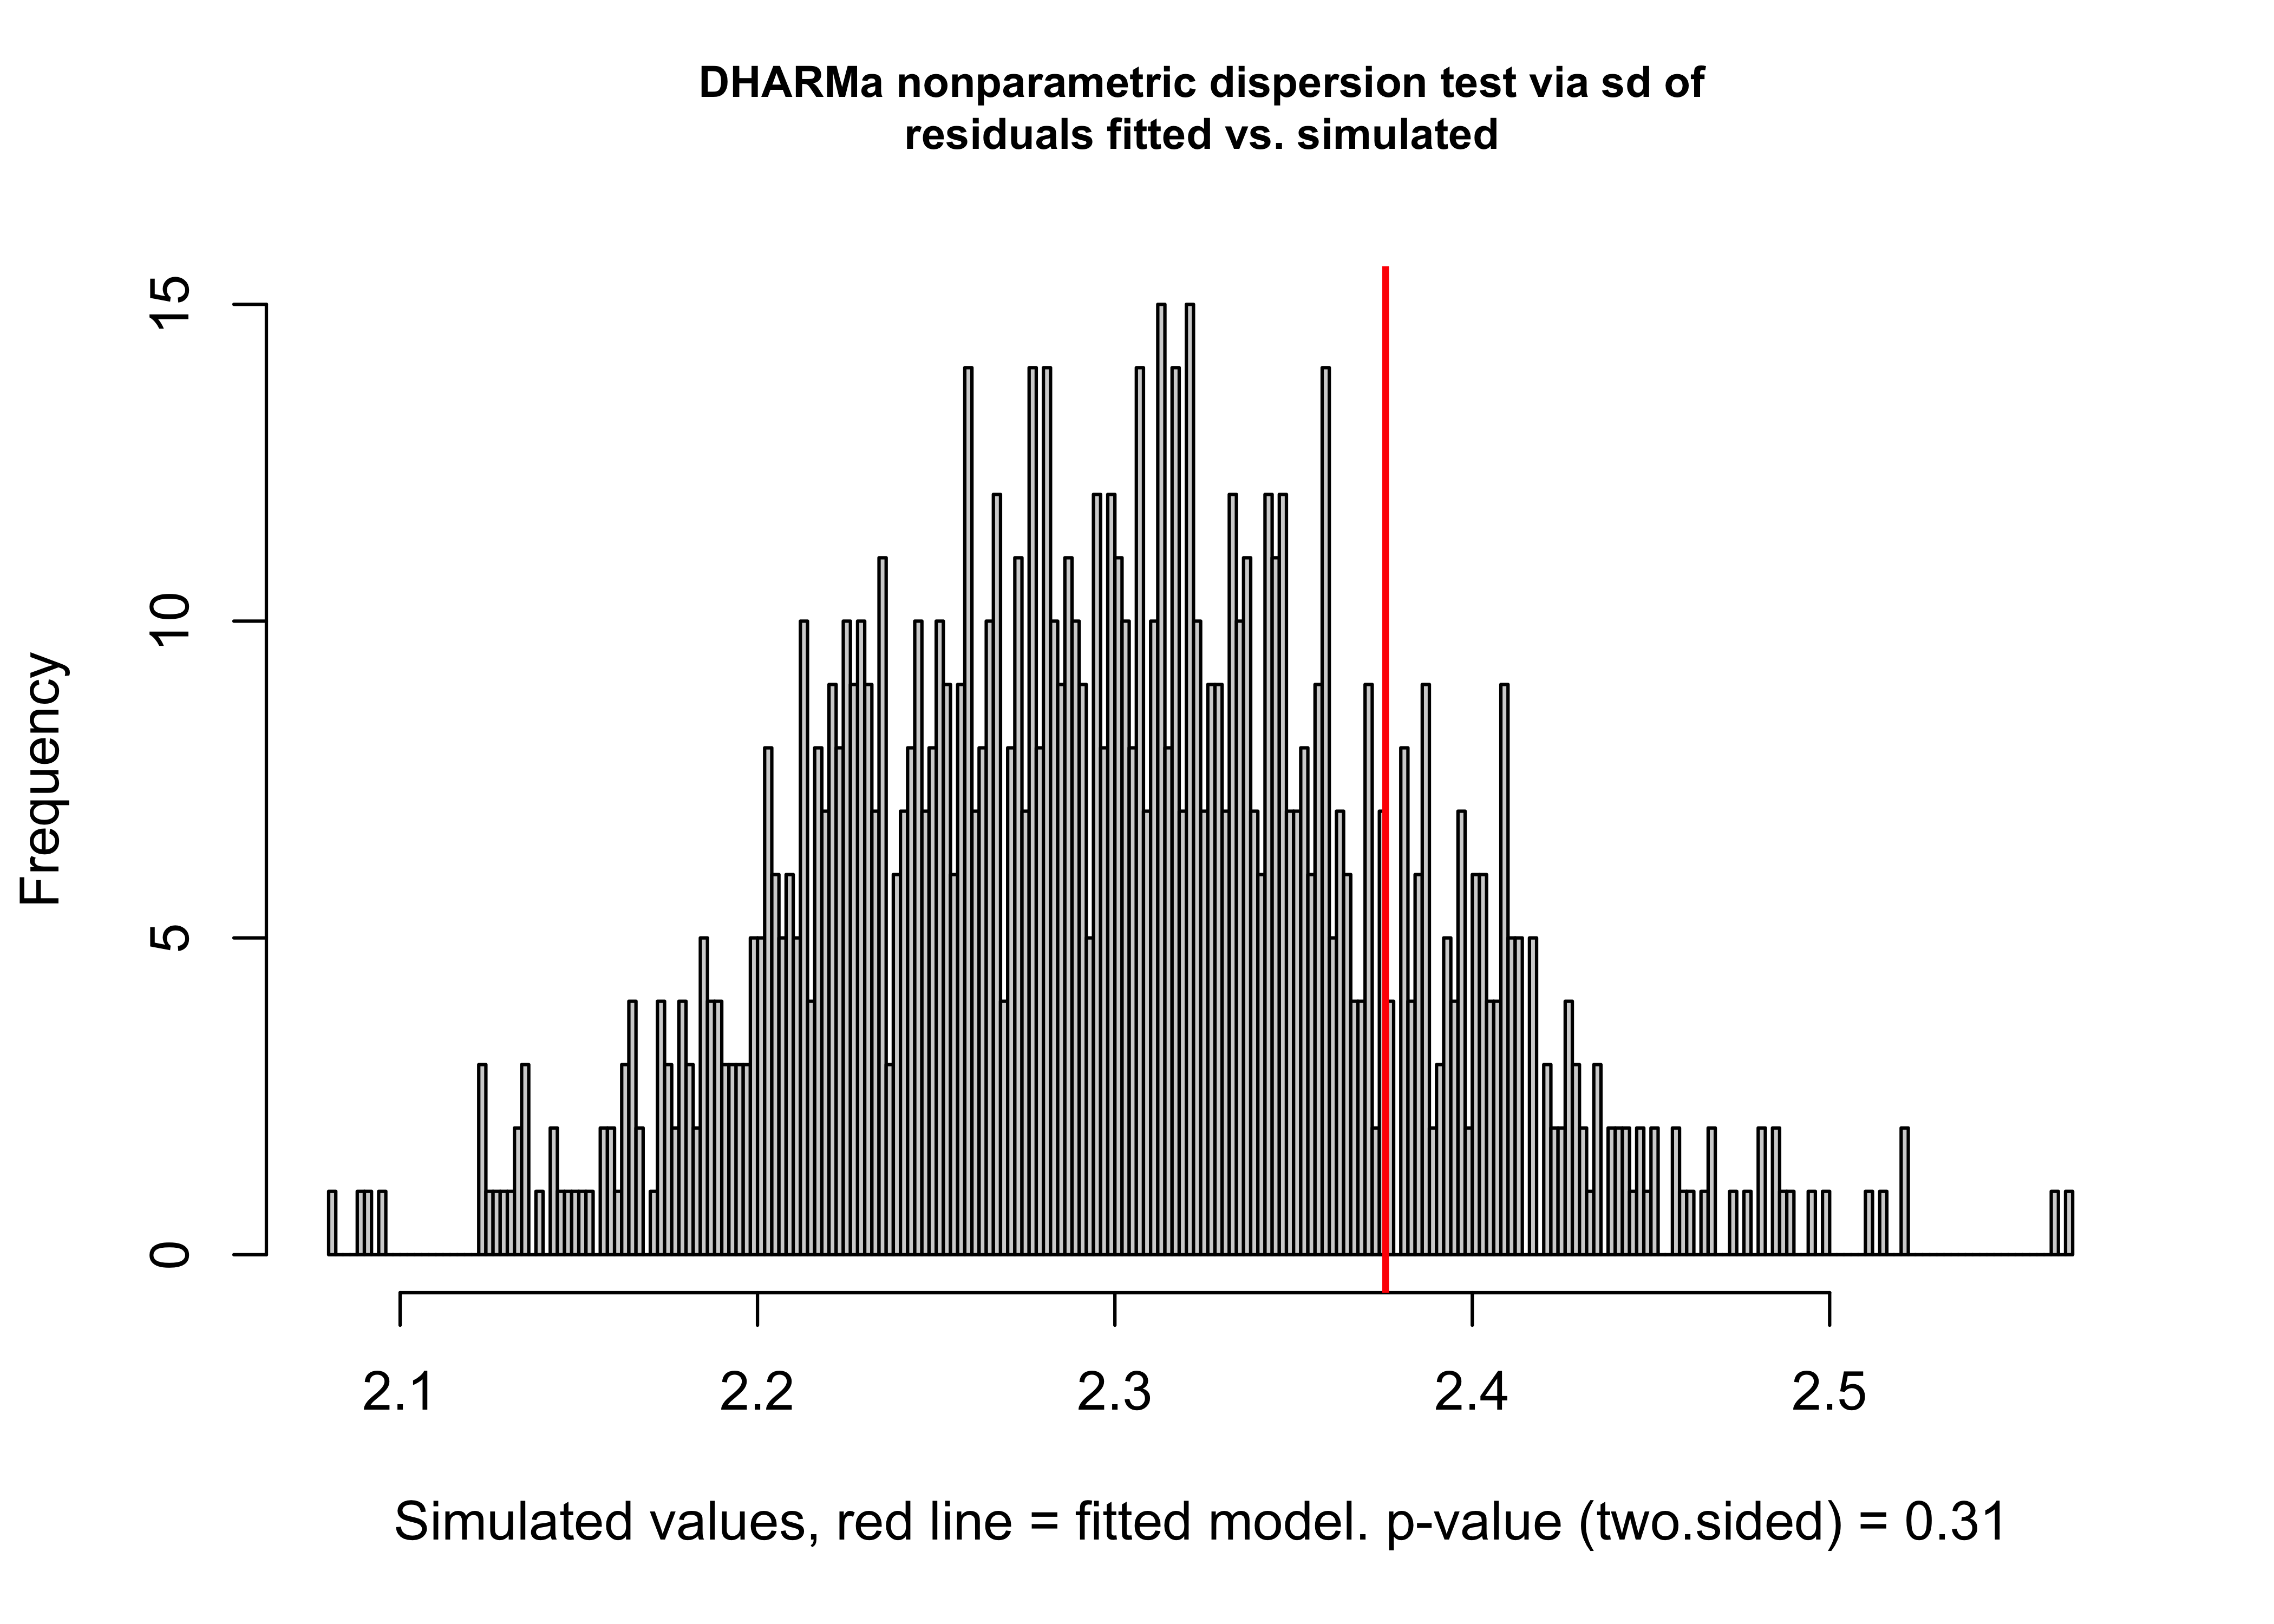 DHARMa nonparametric dispersion test via sd of
residuals fitted vs. simulated
Frequency
15
10
5
0
2.1 2.2 2.3 2.4 2.5
Simulated values, red line = fitted model. p-value (two.sided) = 0.31